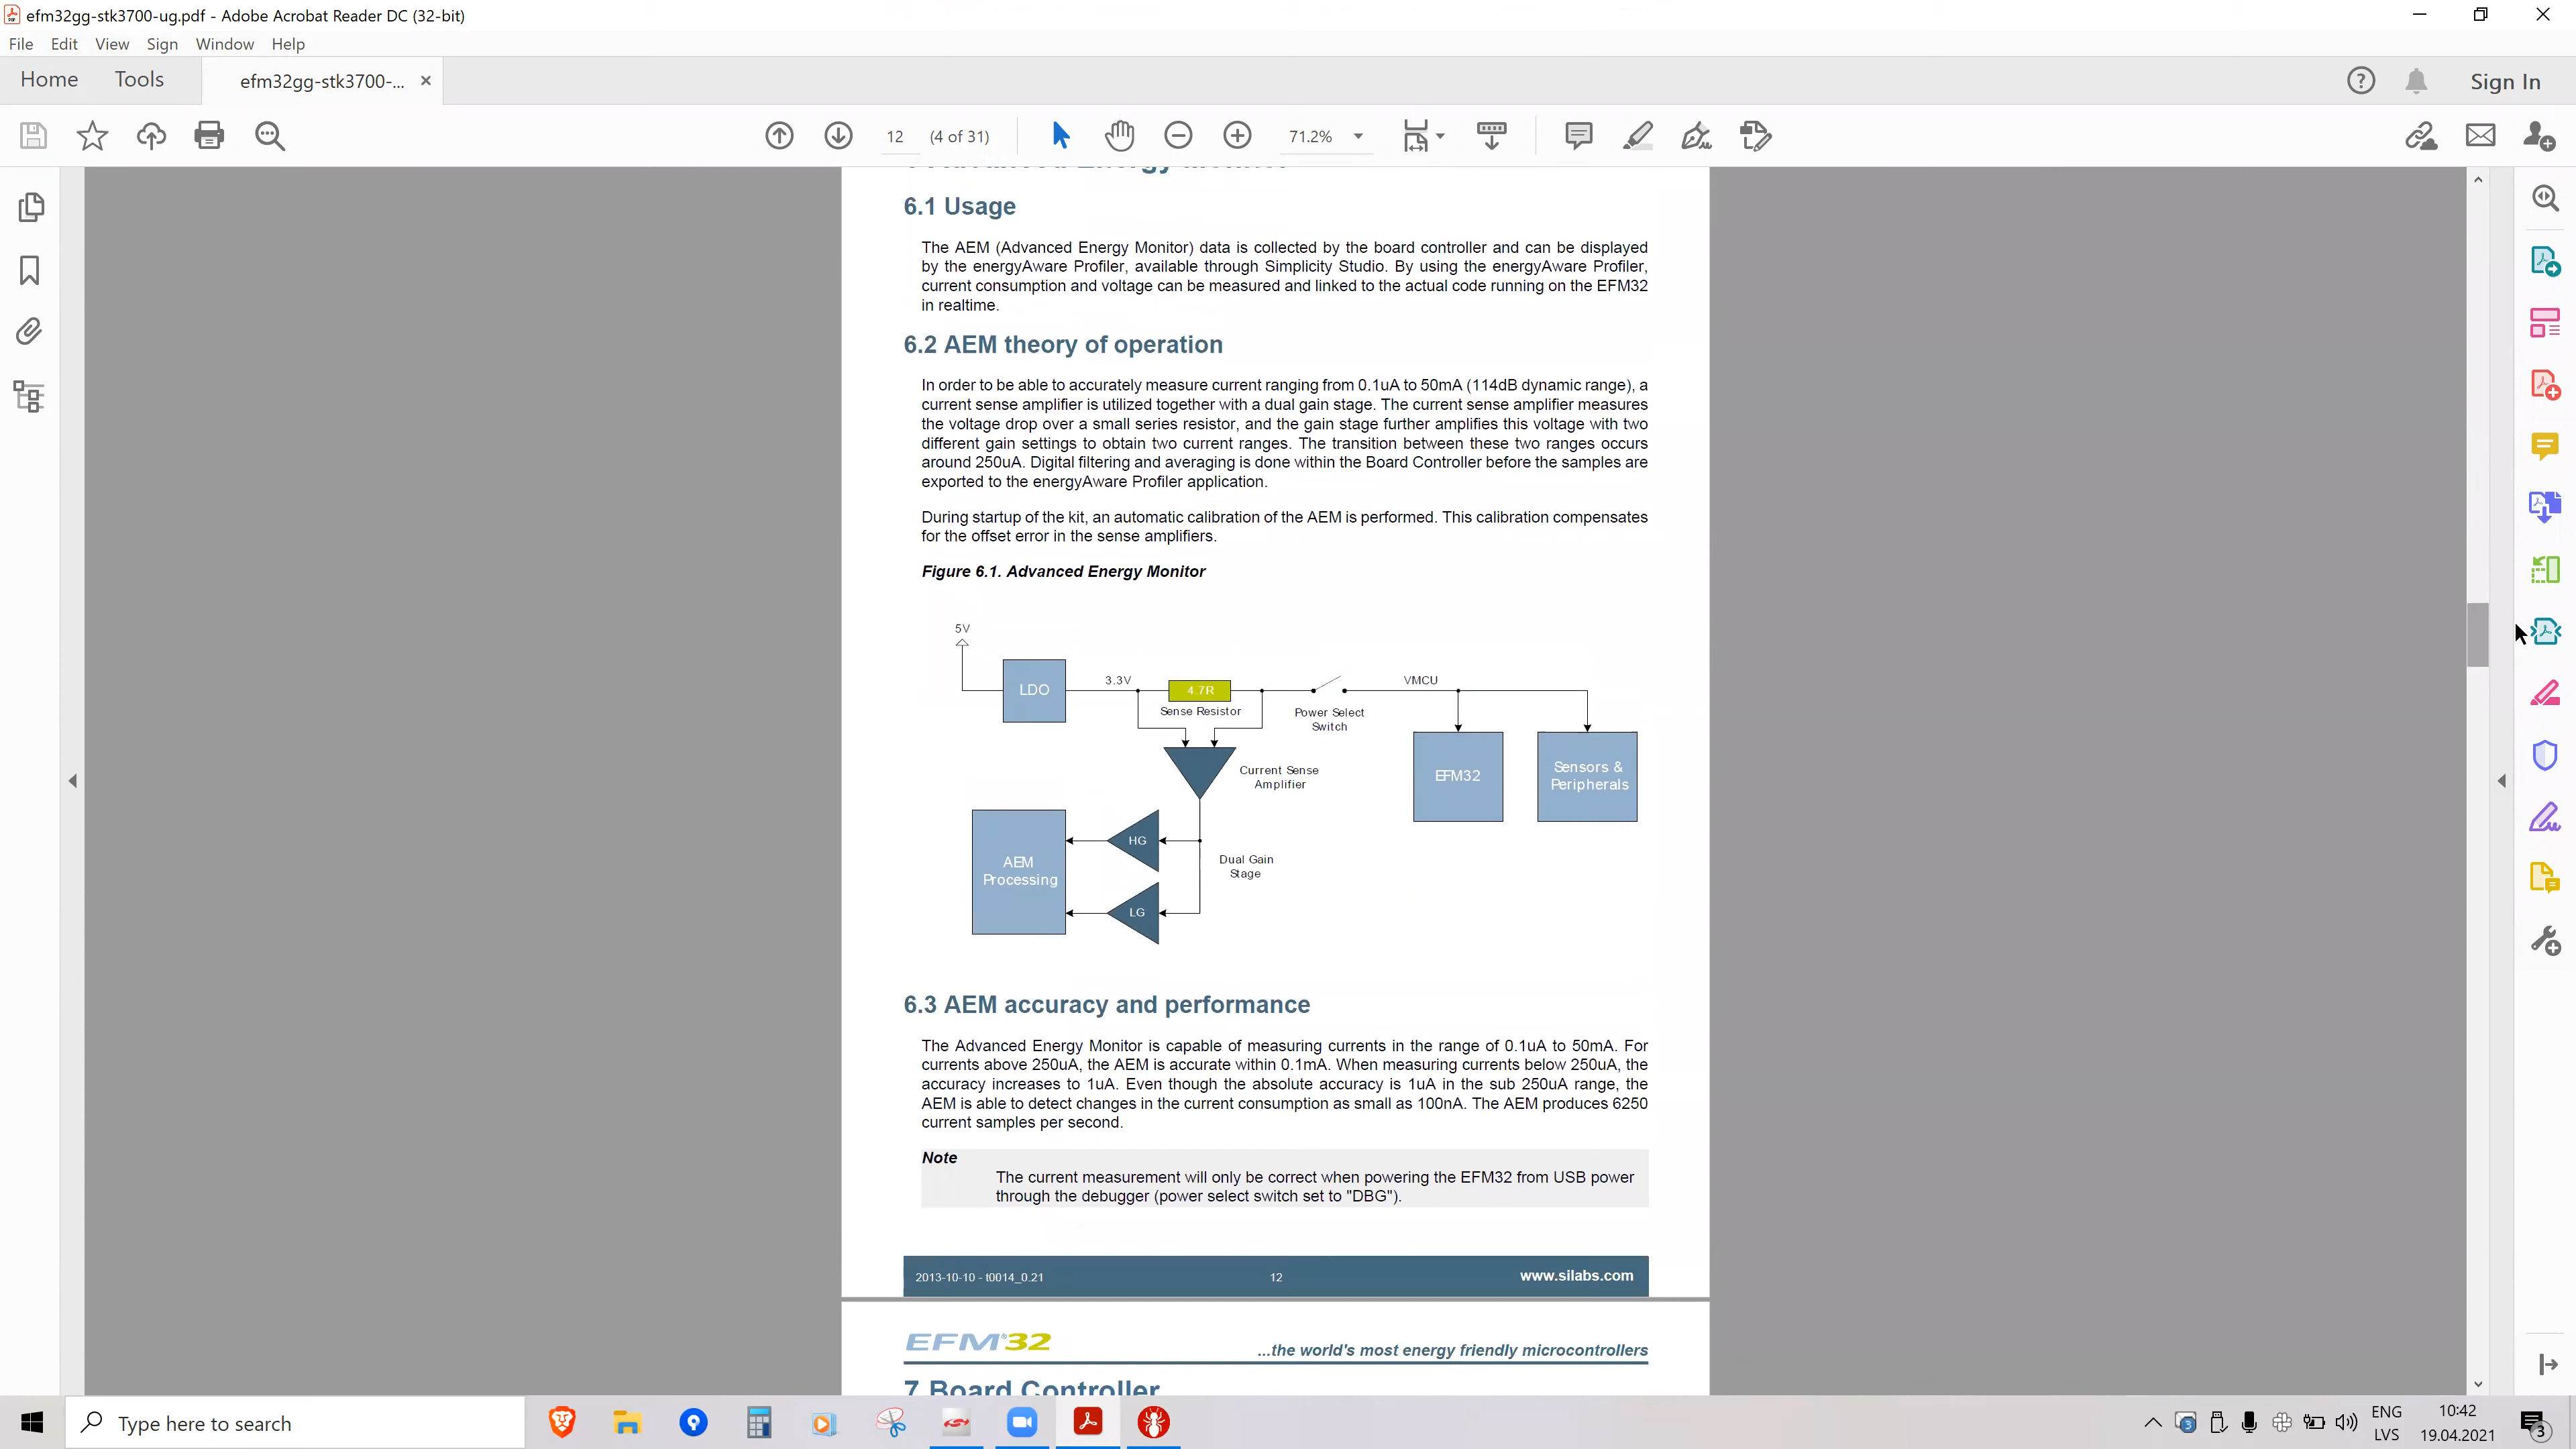 efm32gg-stk3700-ug.pdf - Adobe Acrobat Reader DC (32-bit)
File Edit View Sign Window Help
Home Tools efm32gg-stk3700-... × Sign In
12 (4 of 31) 71.2%
6.1 Usage
The AEM (Advanced Energy Monitor) data is collected by the board controller and can be displayed
by the energyAware Profiler, available through Simplicity Studio. By using the energyAware Profiler,
current consumption and voltage can be measured and linked to the actual code running on the EFM32
in realtime.
6.2 AEM theory of operation
In order to be able to accurately measure current ranging from 0.1uA to 50mA (114dB dynamic range), a
current sense amplifier is utilized together with a dual gain stage. The current sense amplifier measures
the voltage drop over a small series resistor, and the gain stage further amplifies this voltage with two
different gain settings to obtain two current ranges. The transition between these two ranges occurs
around 250uA. Digital filtering and averaging is done within the Board Controller before the samples are
exported to the energyAware Profiler application.
During startup of the kit, an automatic calibration of the AEM is performed. This calibration compensates
for the offset error in the sense amplifiers.
Figure 6.1. Advanced Energy Monitor
5V
LDO
3.3V
4.7R
Sense Resistor
Power Select
Switch
VMCU
Current Sense
Amplifier
EFM32
Sensors &
Peripherals
AEM
Processing
HG
LG
Dual Gain
Stage
6.3 AEM accuracy and performance
The Advanced Energy Monitor is capable of measuring currents in the range of 0.1uA to 50mA. For
currents above 250uA, the AEM is accurate within 0.1mA. When measuring currents below 250uA, the
accuracy increases to 1uA. Even though the absolute accuracy is 1uA in the sub 250uA range, the
AEM is able to detect changes in the current consumption as small as 100nA. The AEM produces 6250
current samples per second.
Note
The current measurement will only be correct when powering the EFM32 from USB power
through the debugger (power select switch set to "DBG").
2013-10-10 - t0014_0.21 12 www.silabs.com
EFM®32 ...the world's most energy friendly microcontrollers
7 Board Controller
Type here to search
ENG
LVS
10:42
19.04.2021
3
3